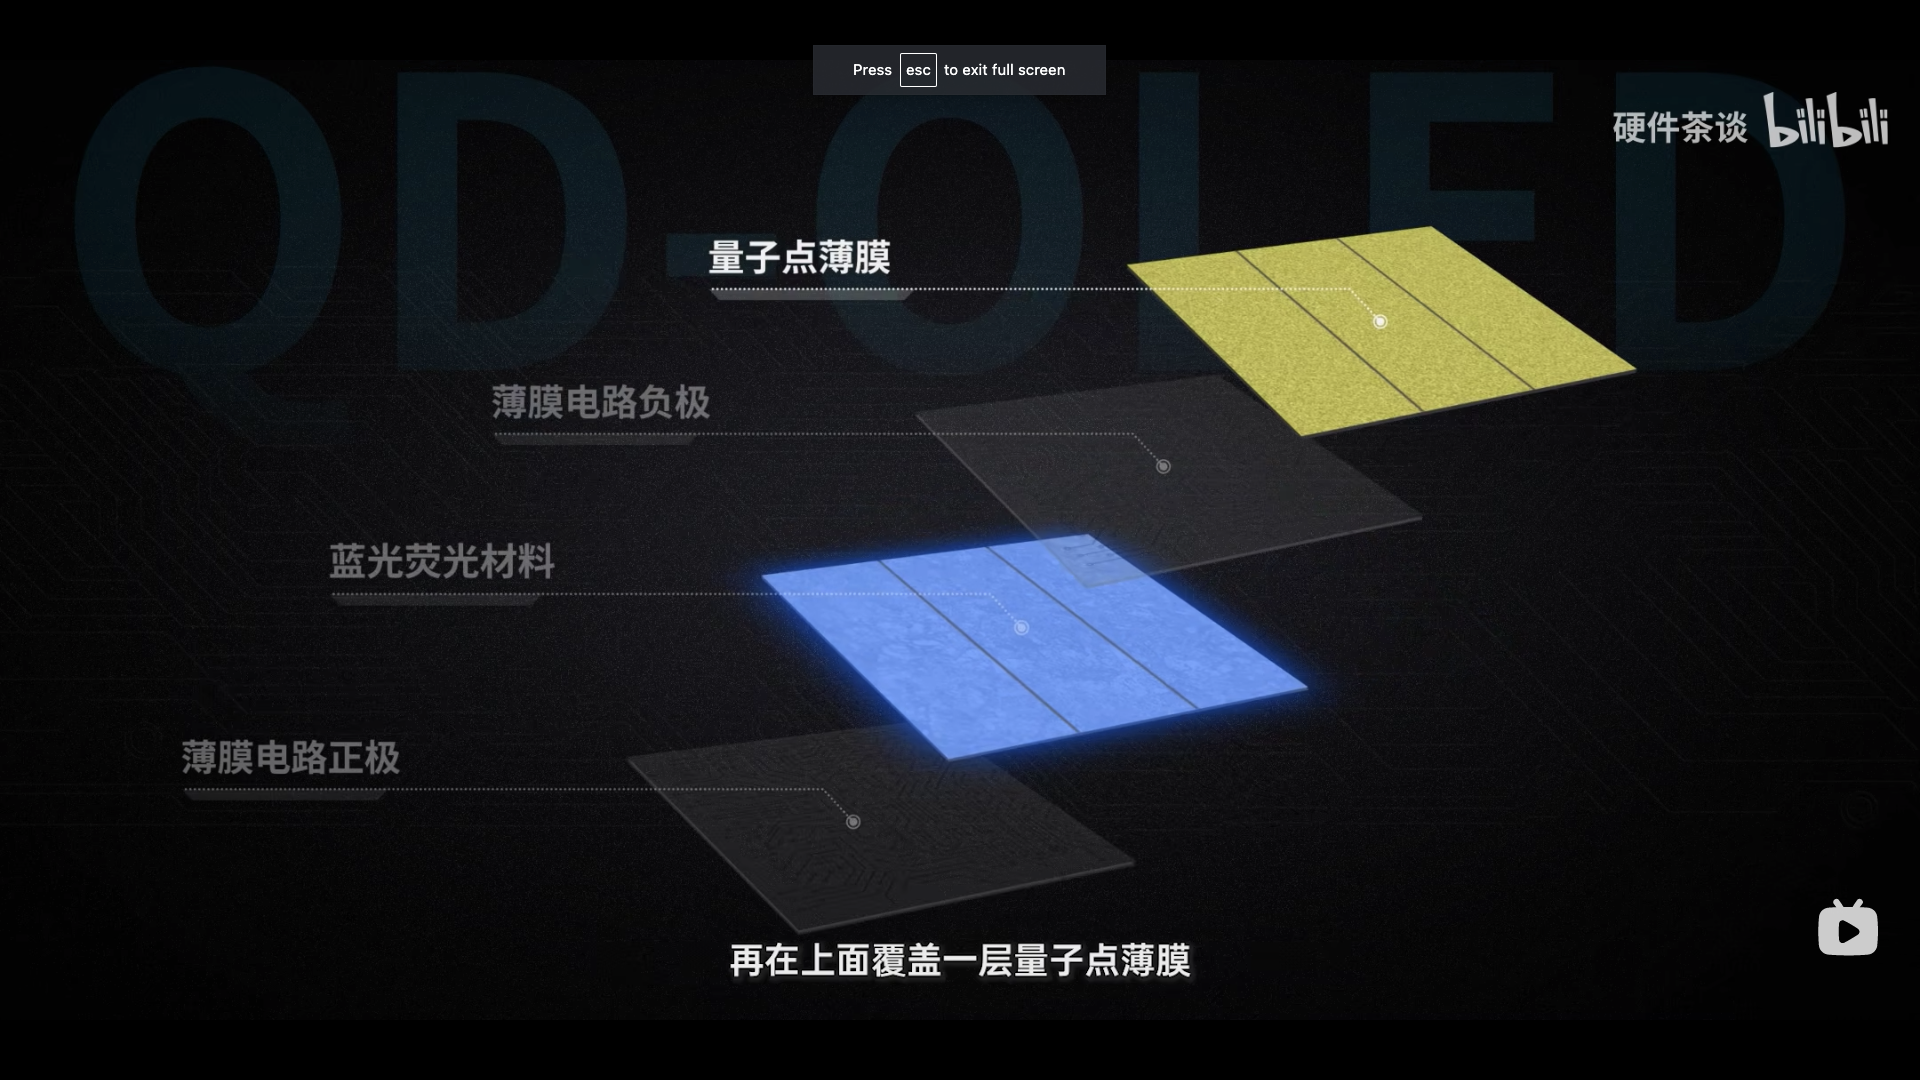 Press esc to exit full screen
QD-OLED
硬件茶谈 bilibili
量子点薄膜
薄膜电路负极
蓝光荧光材料
薄膜电路正极
再在上面覆盖一层量子点薄膜